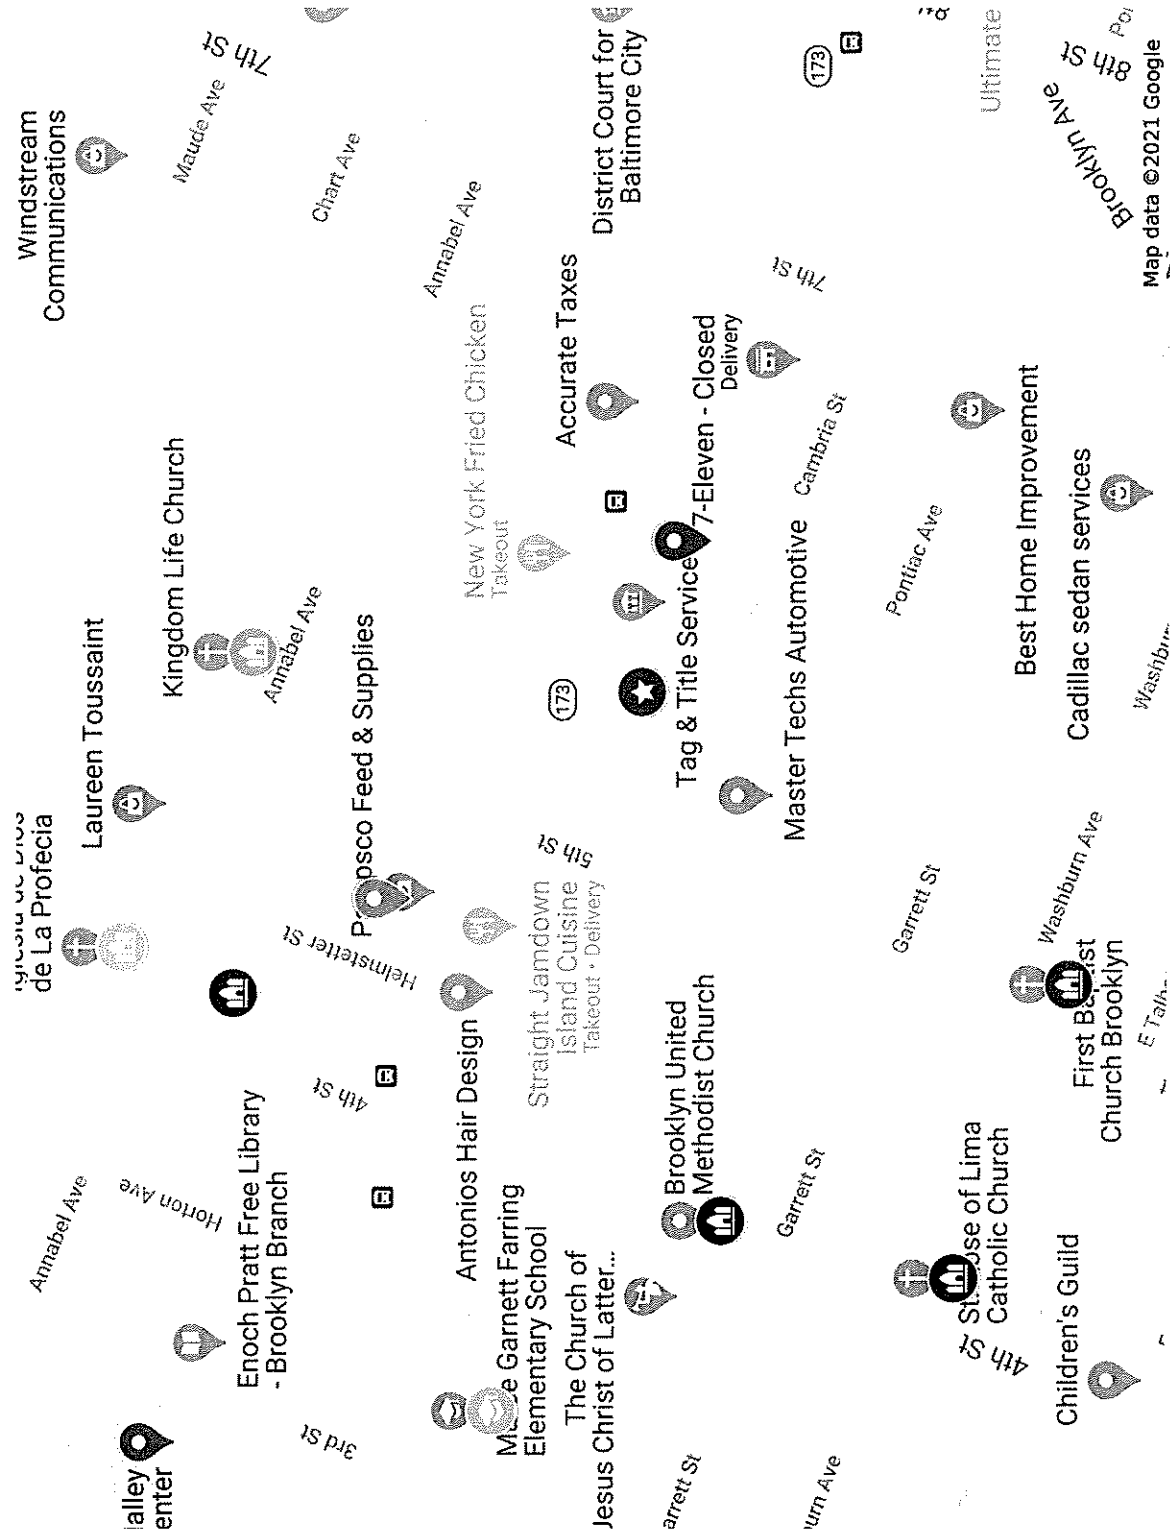 Windstream
Communications
7th St
Maude Ave
Chart Ave
Annabel Ave
District Court for
Baltimore City
173
Ultimate
8th St
Brooklyn Ave
Map data ©2021 Google
7th St
Accurate Taxes
New York Fried Chicken
Takeout
7-Eleven - Closed
Delivery
Cambria St
Pontiac Ave
Best Home Improvement
Cadillac sedan services
Kingdom Life Church
Annabel Ave
Laureen Toussaint
de La Profecia
173
Tag & Title Service
Master Techs Automotive
Feed & Supplies
5th St
Helmstetter St
Straight Jamdown
Island Cuisine
Takeout • Delivery
Garrett St
Washburn Ave
First
Church Brooklyn
Antonios Hair Design
4th St
Brooklyn United
Methodist Church
Enoch Pratt Free Library
- Brooklyn Branch
Horton Ave
Annabel Ave
Garnett Farring
Elementary School
The Church of
Jesus Christ of Latter...
Garrett St
of Lima
Catholic Church
4th St
Children's Guild
3rd St